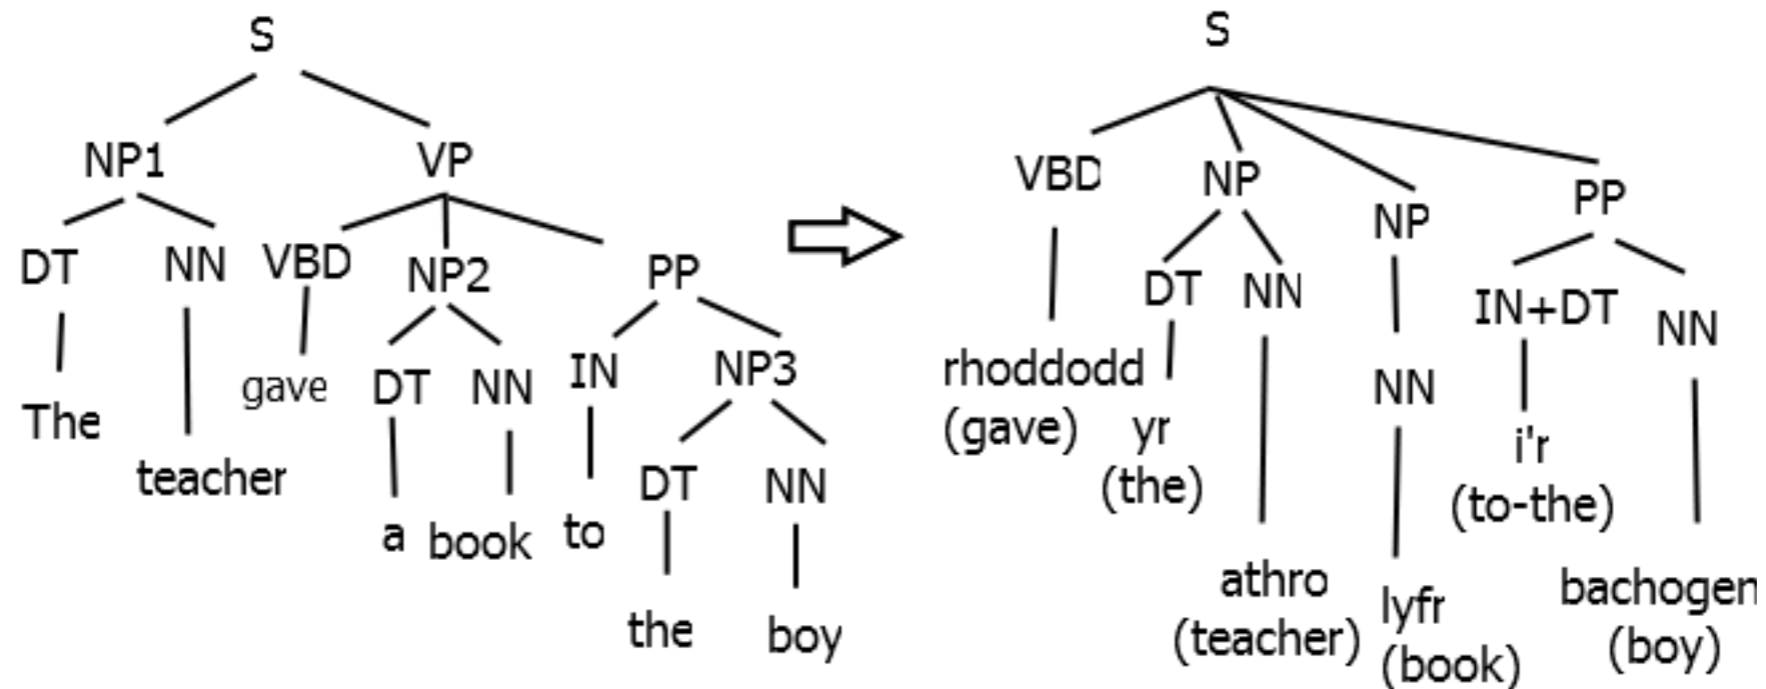 S
NP1 VP
DT NN VBD NP2 PP
The teacher gave DT NN IN NP3
a book to DT NN
the boy
S
VBD NP NP PP
DT NN NN IN+DT NN
rhoddodd
(gave)
yr
(the)
athro
(teacher)
lyfr
(book)
i'r
(to-the)
bachogen
(boy)